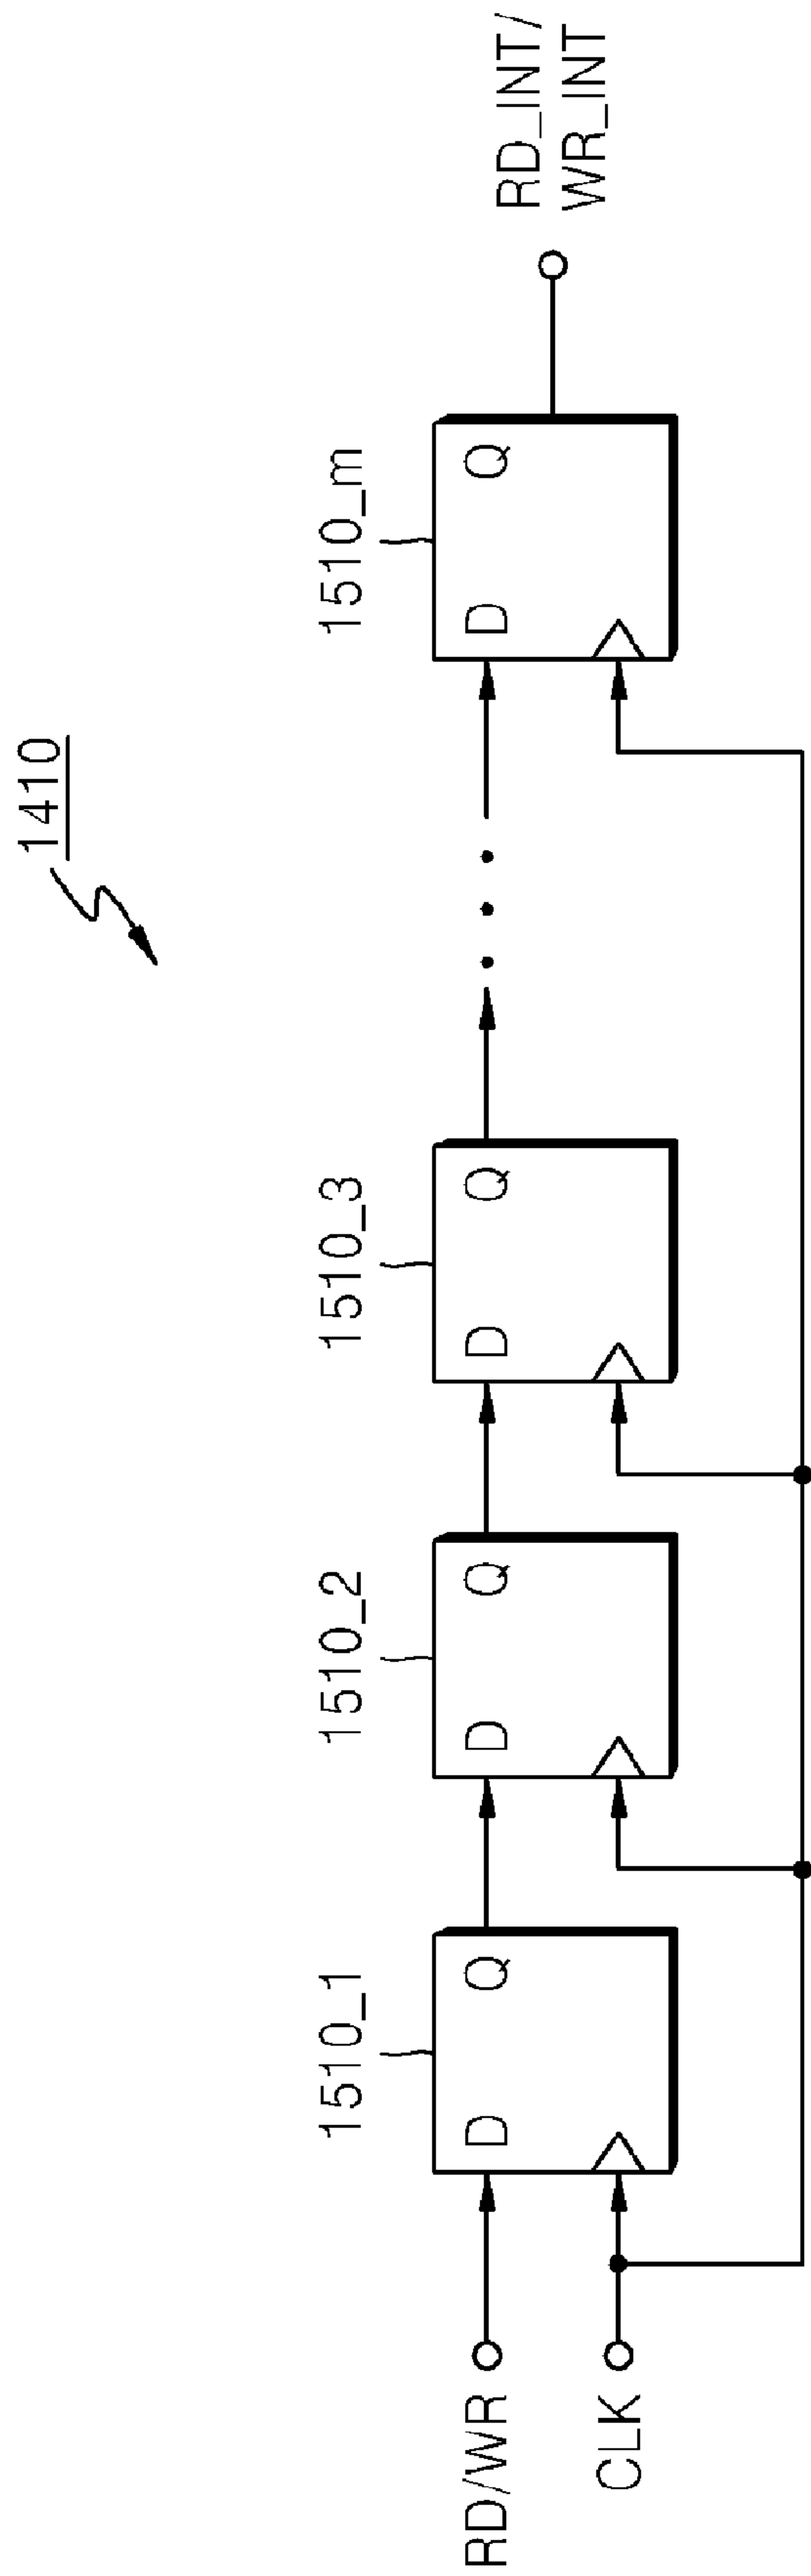 1410
1510_1
1510_2
1510_3
1510_m
D Q
D Q
D Q
D Q
RD/WR
CLK
RD_INT/
WR_INT